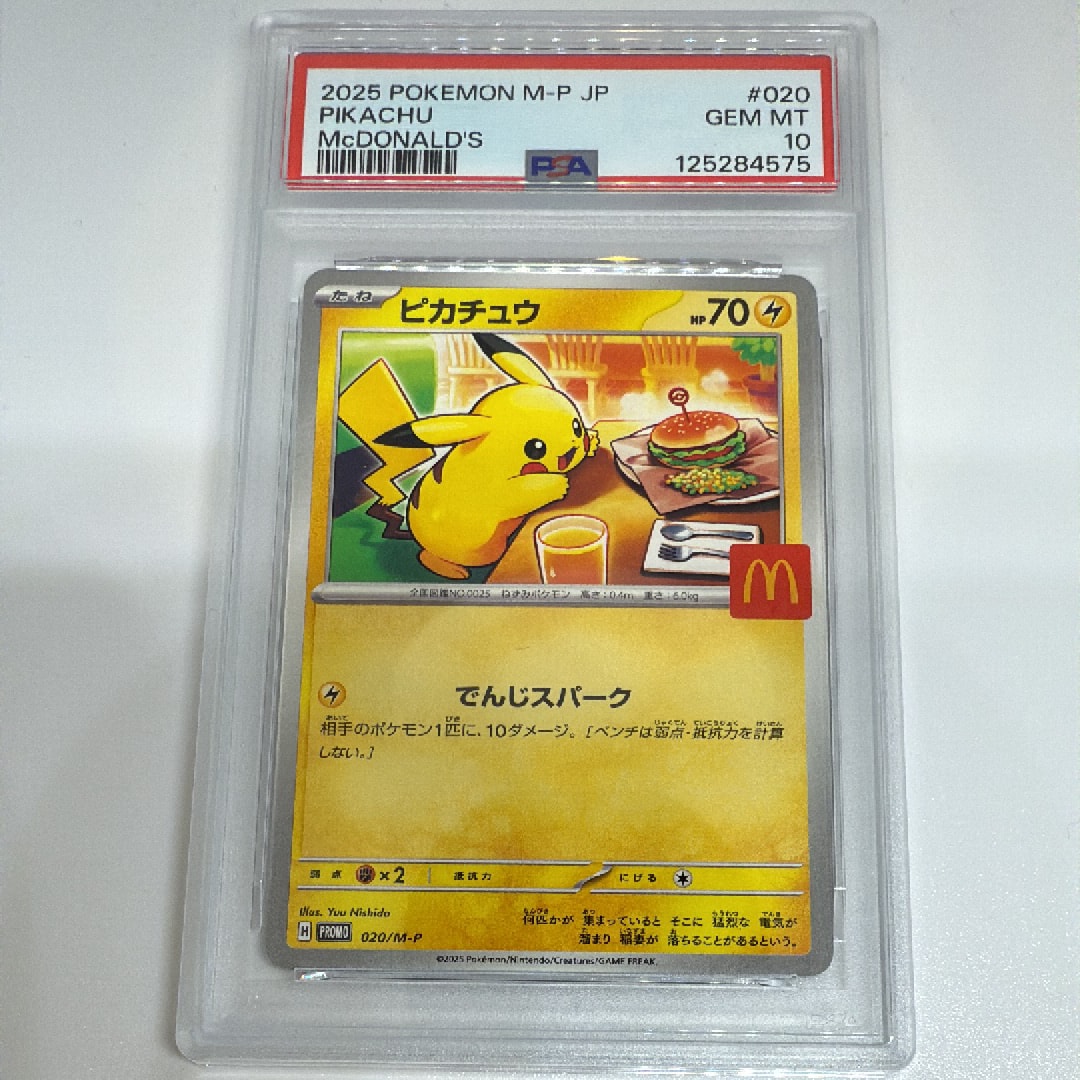 2025 POKEMON M-P JP #020
PIKACHU GEM MT
McDONALD'S 10
PSA 125284575
たね ピカチュウ HP70
全国図鑑NO.0025 ねずみポケモン 高さ:0.4m 重さ:6.0kg
でんじスパーク
相手のポケモン1匹に、10ダメージ。[ベンチは弱点・抵抗力を計算
しない。]
弱点 ×2 抵抗力 にげる
Illus. Yuu Nishida
何匹かが 集まっていると そこに 猛烈な 電気が
溜まり 稲妻が 落ちることがあるという。
H PROMO 020/M-P
©2025 Pokémon/Nintendo/Creatures/GAME FREAK.